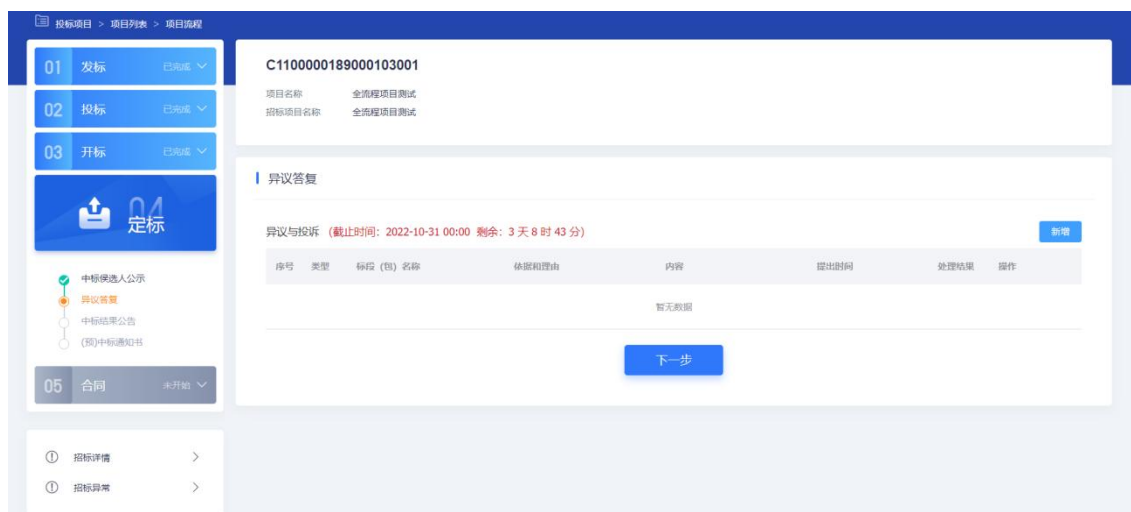 投标项目 > 项目列表 > 项目流程
01 发标 已完成
02 投标 已完成
03 开标 已完成
04
定标
中标候选人公示
异议答复
中标结果公告
(预)中标通知书
05 合同 未开始
招标详情
招标异常
C1100000189000103001
项目名称 全流程项目测试
招标项目名称 全流程项目测试
异议答复
异议与投诉 (截止时间: 2022-10-31 00:00 剩余: 3 天 8 时 43 分) 新增
序号 类型 标段 (包) 名称 依据和理由 内容 提出时间 处理结果 操作
暂无数据
下一步